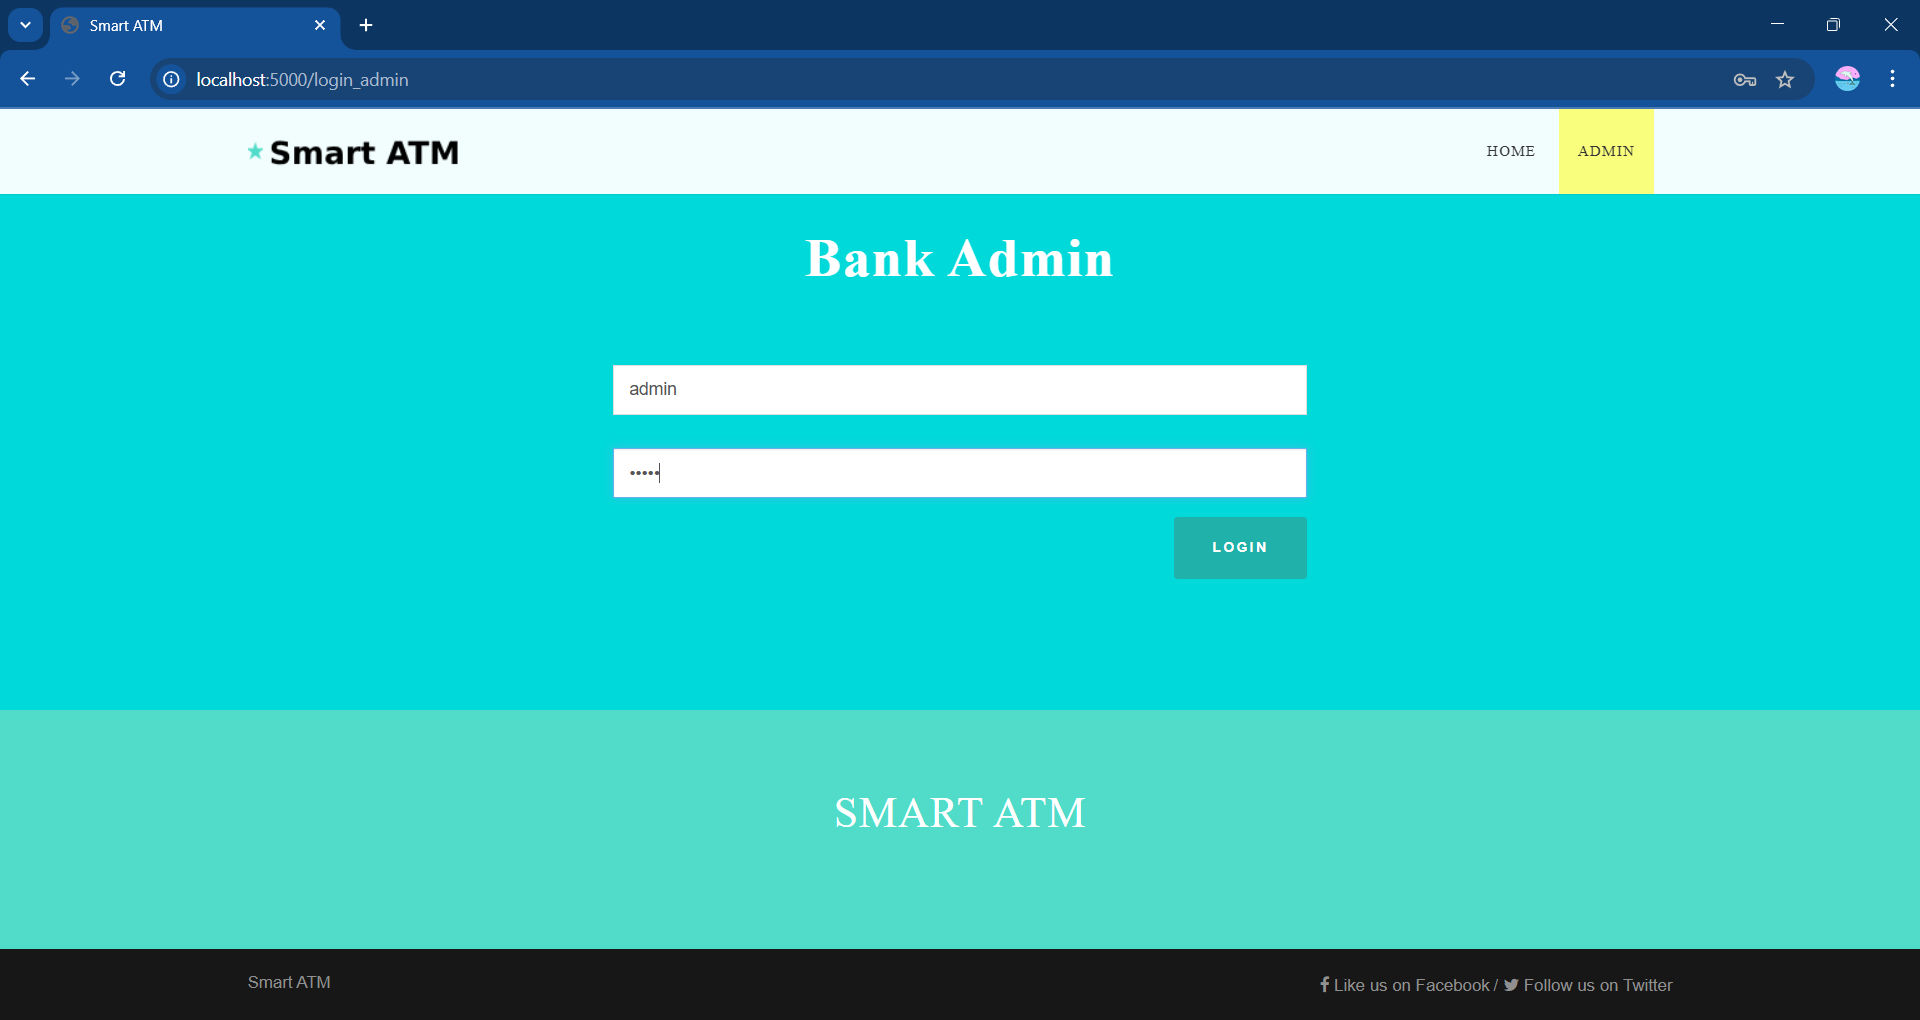 Smart ATM
localhost:5000/login_admin
Smart ATM
HOME
ADMIN
Bank Admin
admin
•••••
LOGIN
SMART ATM
Smart ATM
Like us on Facebook / Follow us on Twitter